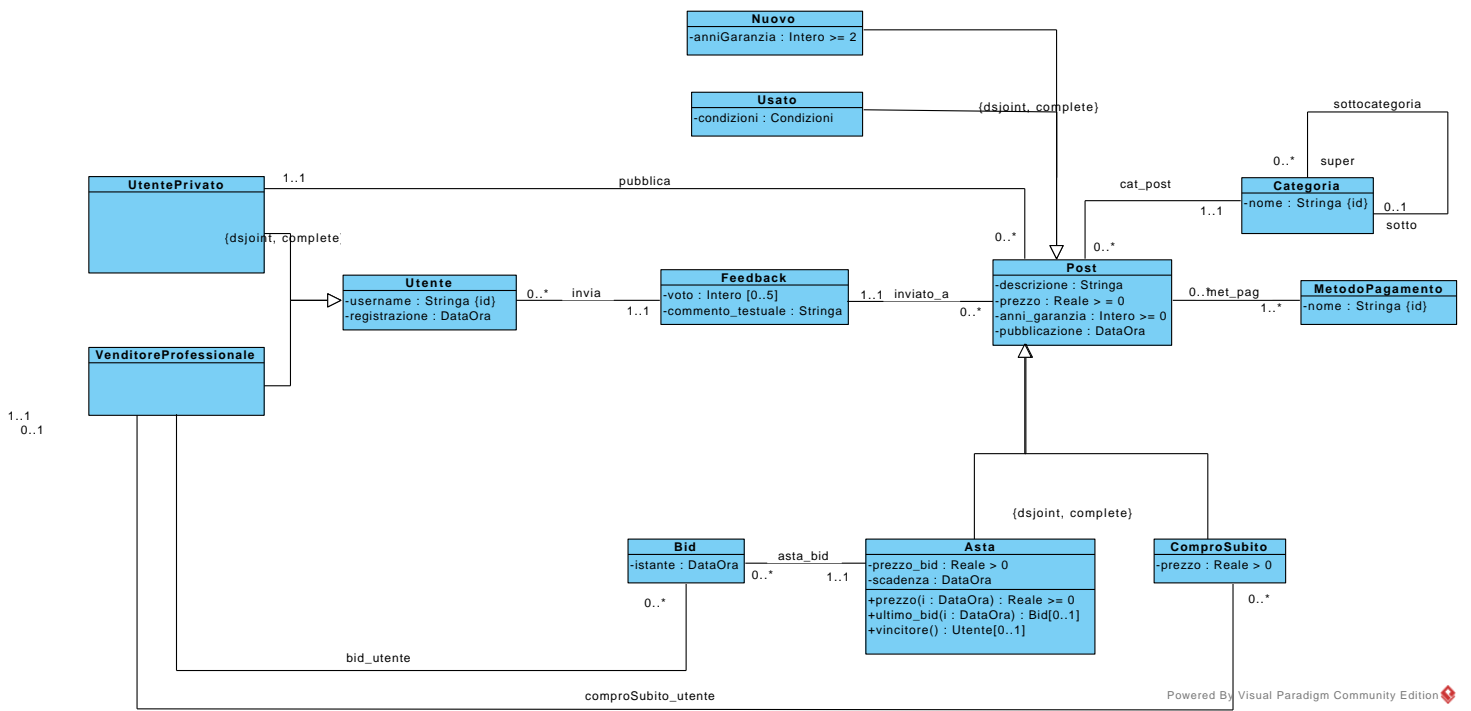 Nuovo
-anniGaranzia : Intero >= 2
Usato
-condizioni : Condizioni
{dsjoint, complete}
sottocategoria
0..*
super
UtentePrivato
1..1
pubblica
cat_post
Categoria
-nome : Stringa {id}
1..1
0..1
sotto
{dsjoint, complete
0..*
0..*
Utente
-username : Stringa {id}
-registrazione : DataOra
0..*
invia
1..1
Feedback
-voto : Intero [0..5]
-commento_testuale : Stringa
1..1
inviato_a
0..*
Post
-descrizione : Stringa
-prezzo : Reale > = 0
-anni_garanzia : Intero >= 0
-pubblicazione : DataOra
0..*
met_pag
1..*
MetodoPagamento
-nome : Stringa {id}
VenditoreProfessionale
1..1
0..1
{dsjoint, complete}
Bid
-istante : DataOra
asta_bid
0..*
1..1
0..*
Asta
-prezzo_bid : Reale > 0
-scadenza : DataOra
+prezzo(i : DataOra) : Reale >= 0
+ultimo_bid(i : DataOra) : Bid[0..1]
+vincitore() : Utente[0..1]
ComproSubito
-prezzo : Reale > 0
0..*
bid_utente
comproSubito_utente
Powered By Visual Paradigm Community Edition